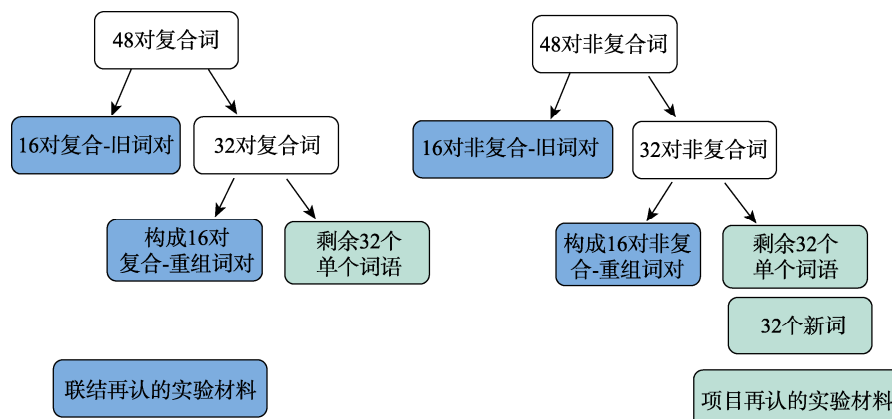 48对复合词
48对非复合词
16对复合-旧词对
32对复合词
16对非复合-旧词对
32对非复合词
构成16对
复合-重组词对
剩余32个
单个词语
构成16对非复
合-重组词对
剩余32个
单个词语
32个新词
联结再认的实验材料
项目再认的实验材料